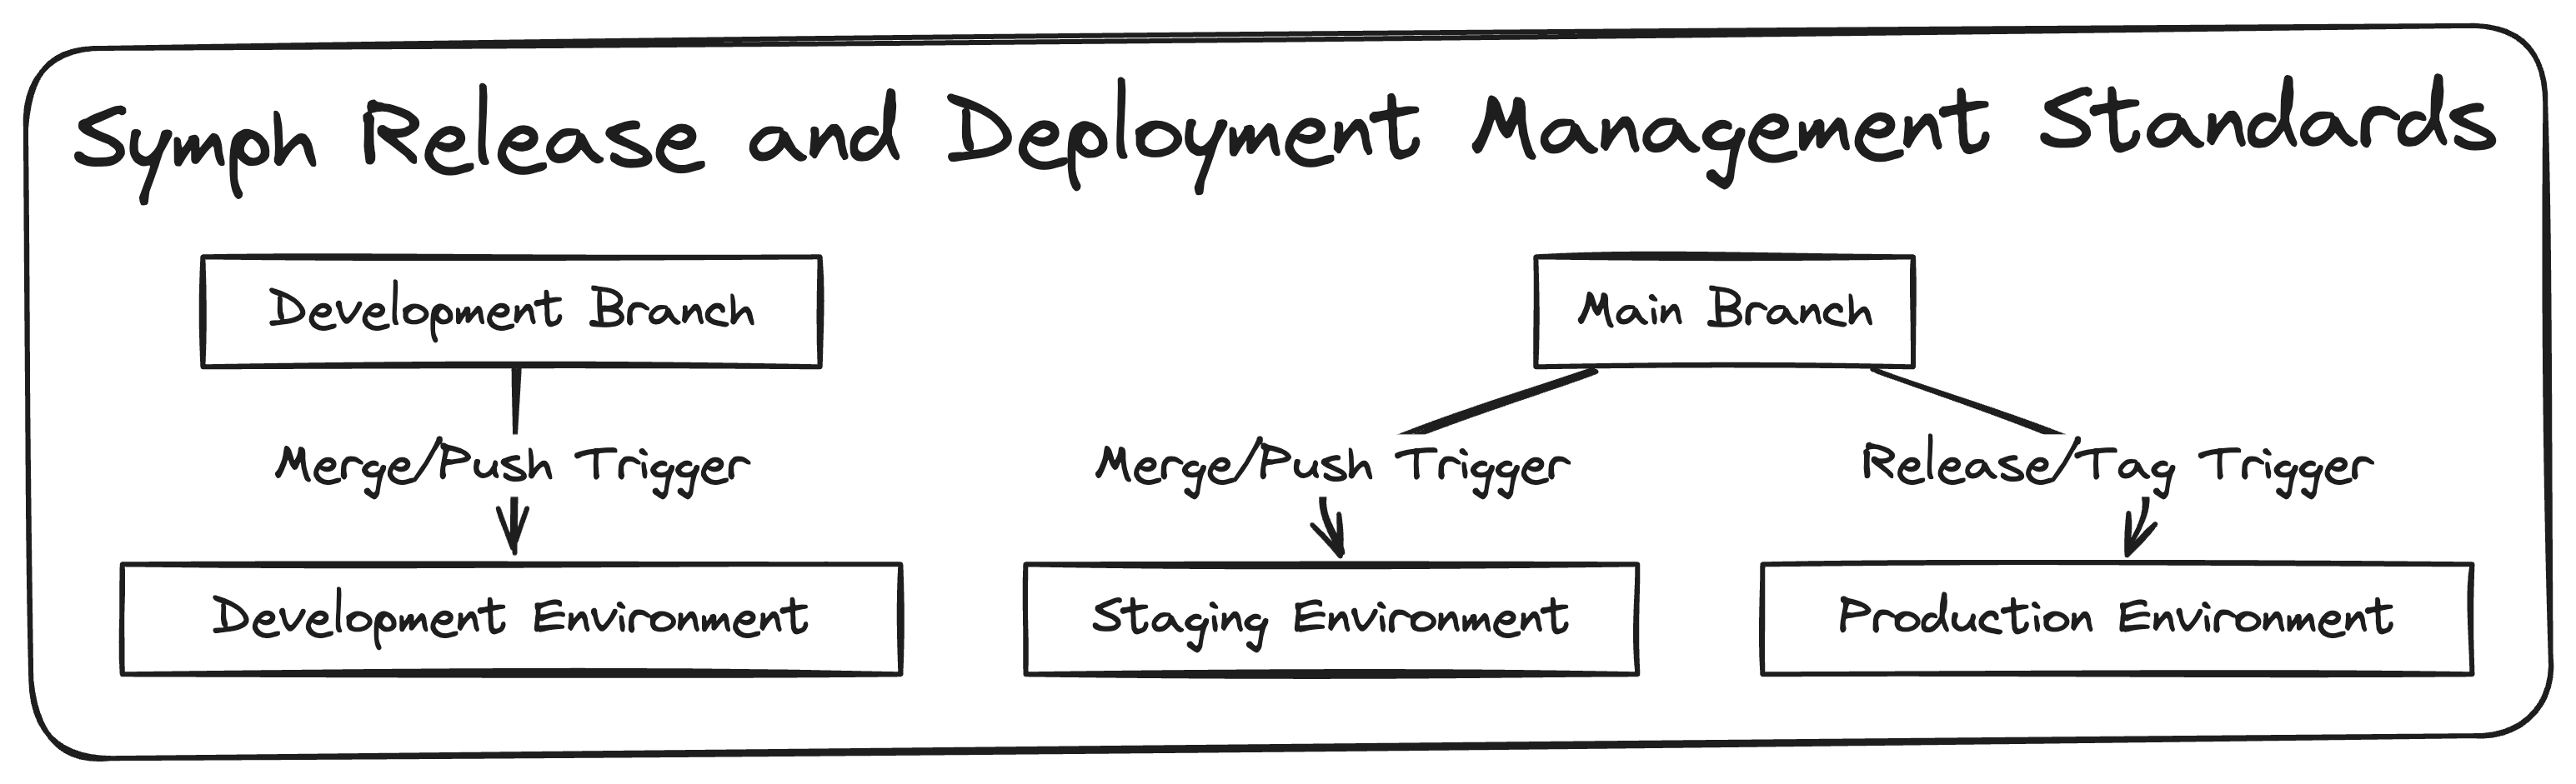 Symph Release and Deployment Management Standards
Development Branch
Main Branch
Merge/Push Trigger
Merge/Push Trigger
Release/Tag Trigger
Development Environment
Staging Environment
Production Environment